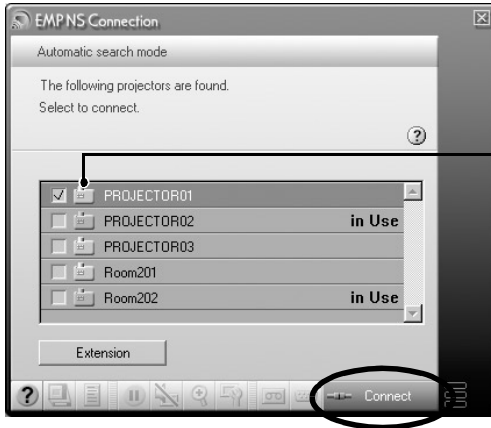 EMP NS Connection
Automatic search mode
The following projectors are found.
Select to connect.
PROJECTOR01
PROJECTOR02 in Use
PROJECTOR03
Room201
Room202 in Use
Extension
Connect